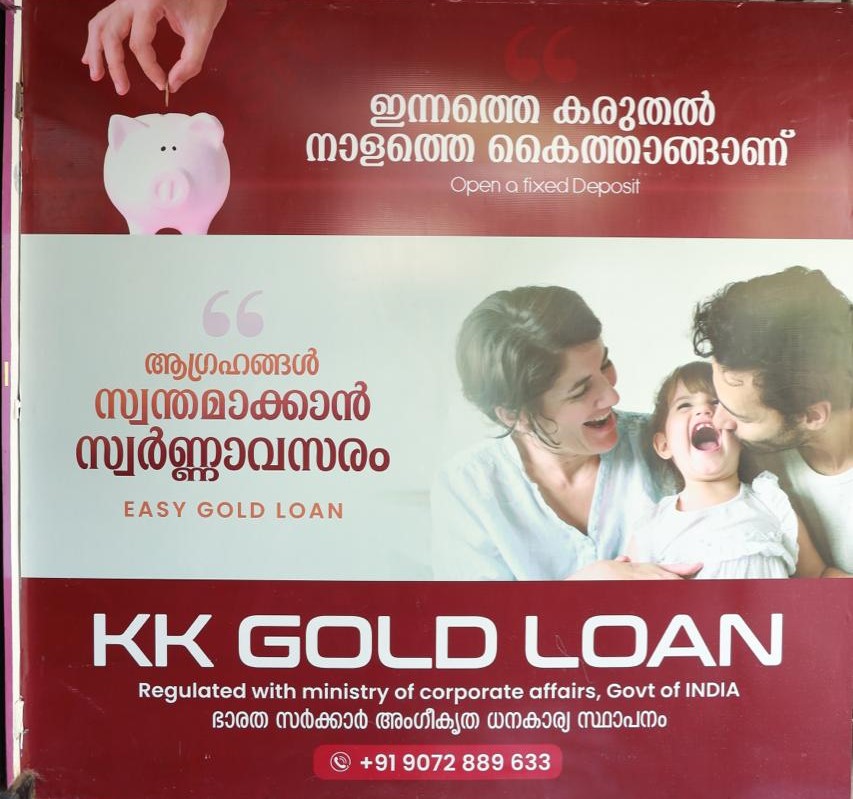 ഇന്നത്തെ കരുതൽ
നാളത്തെ കൈത്താങ്ങാണ്
Open a fixed Deposit
ആഗ്രഹങ്ങൾ
സ്വന്തമാക്കാൻ
സ്വർണ്ണാവസരം
EASY GOLD LOAN
KK GOLD LOAN
Regulated with ministry of corporate affairs, Govt of INDIA
ഭാരത സർക്കാർ അംഗീകൃത ധനകാര്യ സ്ഥാപനം
+91 9072 889 633